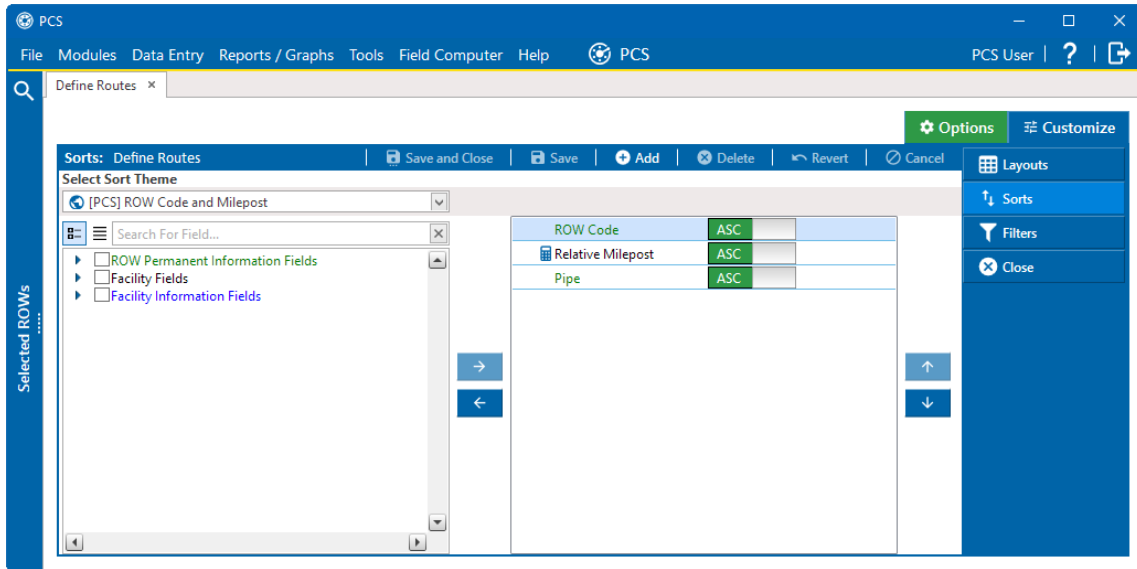 PCS
File Modules Data Entry Reports / Graphs Tools Field Computer Help PCS PCS User | ? |
Define Routes ×
Options Customize
Sorts: Define Routes | Save and Close | Save | Add | Delete | Revert | Cancel
Layouts
Select Sort Theme
[PCS] ROW Code and Milepost
Sorts
Search For Field...
ROW Code ASC
Filters
ROW Permanent Information Fields
Relative Milepost ASC
Facility Fields
Pipe ASC
Close
Facility Information Fields
Selected ROWs